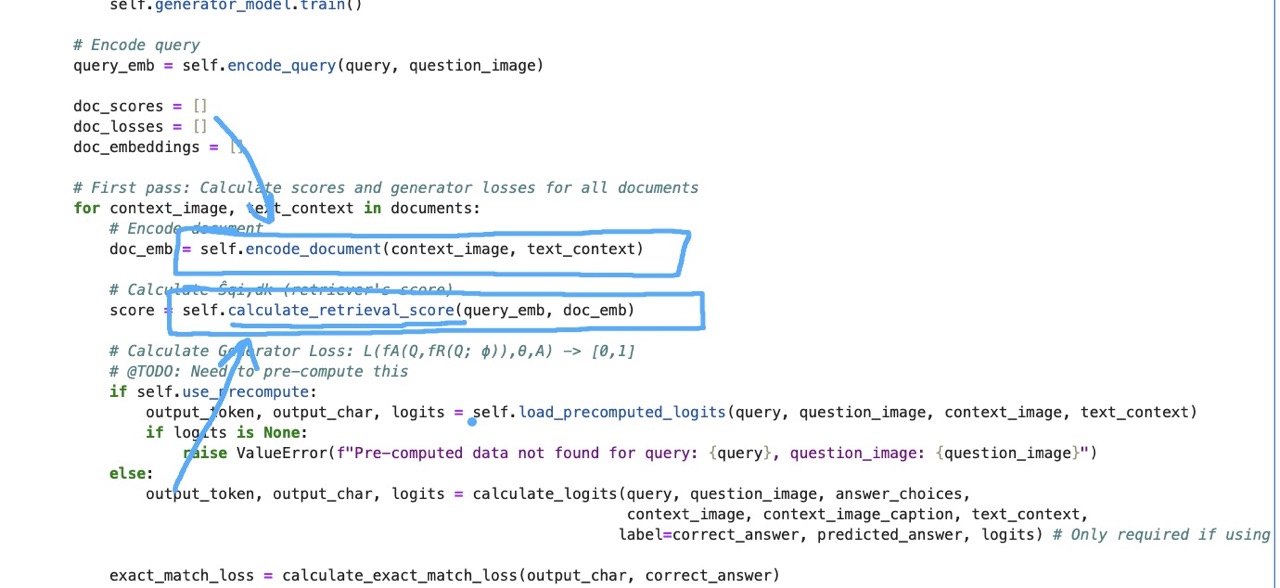 self.generator_model.train()
# Encode query
query_emb = self.encode_query(query, question_image)
doc_scores = []
doc_losses = []
doc_embeddings = []
# First pass: Calculate scores and generator losses for all documents
for context_image, text_context in documents:
# Encode document
doc_emb = self.encode_document(context_image, text_context)
# Calculate Ŝqi,dk (retriever's score)
score = self.calculate_retrieval_score(query_emb, doc_emb)
# Calculate Generator Loss: L(fA(Q,fR(Q; ϕ)),θ,A) -> [0,1]
# @TODO: Need to pre-compute this
if self.use_precompute:
output_token, output_char, logits = self.load_precomputed_logits(query, question_image, context_image, text_context)
if logits is None:
raise ValueError(f"Pre-computed data not found for query: {query}, question_image: {question_image}")
else:
output_token, output_char, logits = calculate_logits(query, question_image, answer_choices,
context_image, context_image_caption, text_context,
label=correct_answer, predicted_answer, logits) # Only required if using
exact_match_loss = calculate_exact_match_loss(output_char, correct_answer)